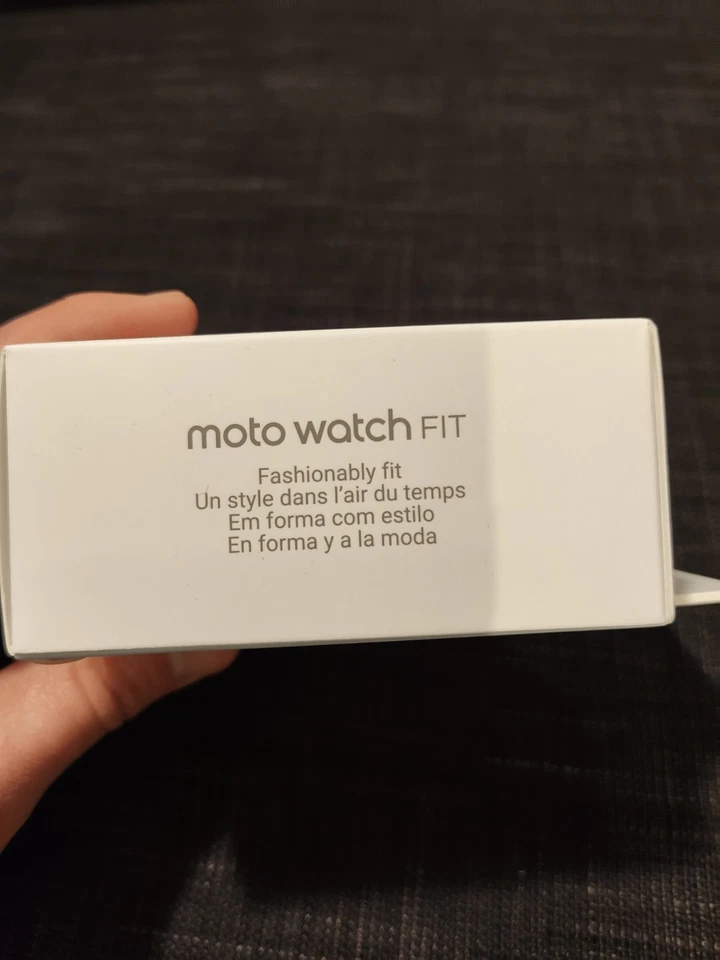 moto watch FIT
Fashionably fit
Un style dans l'air du temps
Em forma com estilo
En forma y a la moda